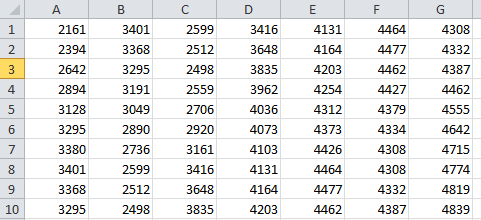 A B C D E F G
1 2161 3401 2599 3416 4131 4464 4308
2 2394 3368 2512 3648 4164 4477 4332
3 2642 3295 2498 3835 4203 4462 4387
4 2894 3191 2559 3962 4254 4427 4462
5 3128 3049 2706 4036 4312 4379 4555
6 3295 2890 2920 4073 4373 4334 4642
7 3380 2736 3161 4103 4426 4308 4715
8 3401 2599 3416 4131 4464 4308 4774
9 3368 2512 3648 4164 4477 4332 4819
10 3295 2498 3835 4203 4462 4387 4839